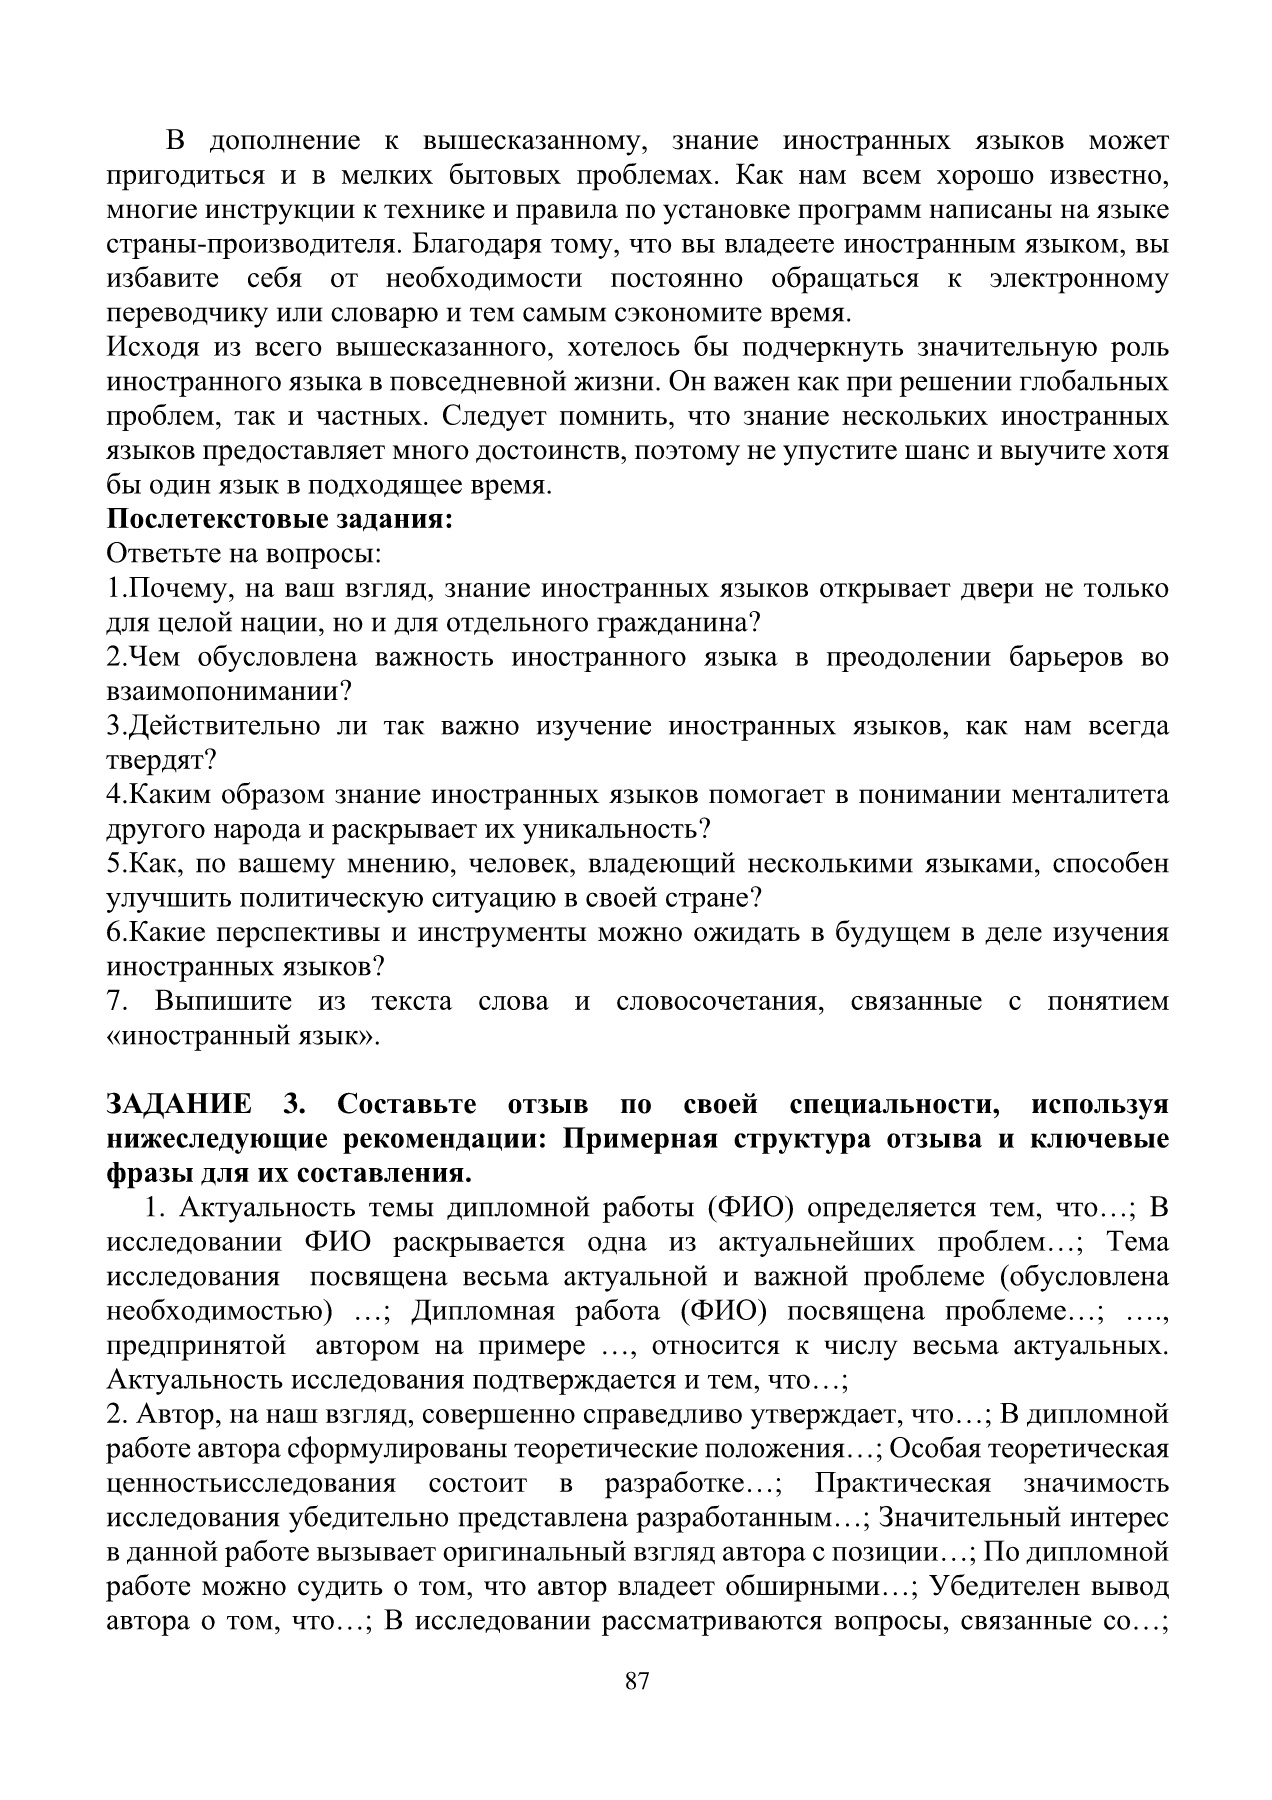 В дополнение к вышесказанному, знание иностранных языков может
пригодиться и в мелких бытовых проблемах. Как нам всем хорошо известно,
многие инструкции к технике и правила по установке программ написаны на языке
страны-производителя. Благодаря тому, что вы владеете иностранным языком, вы
избавите себя от необходимости постоянно обращаться к электронному
переводчику или словарю и тем самым сэкономите время.
Исходя из всего вышесказанного, хотелось бы подчеркнуть значительную роль
иностранного языка в повседневной жизни. Он важен как при решении глобальных
проблем, так и частных. Следует помнить, что знание нескольких иностранных
языков предоставляет много достоинств, поэтому не упустите шанс и выучите хотя
бы один язык в подходящее время.
Послетекстовые задания:
Ответьте на вопросы:
1.Почему, на ваш взгляд, знание иностранных языков открывает двери не только
для целой нации, но и для отдельного гражданина?
2.Чем обусловлена важность иностранного языка в преодолении барьеров во
взаимопонимании?
3.Действительно ли так важно изучение иностранных языков, как нам всегда
твердят?
4.Каким образом знание иностранных языков помогает в понимании менталитета
другого народа и раскрывает их уникальность?
5.Как, по вашему мнению, человек, владеющий несколькими языками, способен
улучшить политическую ситуацию в своей стране?
6.Какие перспективы и инструменты можно ожидать в будущем в деле изучения
иностранных языков?
7. Выпишите из текста слова и словосочетания, связанные с понятием
«иностранный язык».
ЗАДАНИЕ 3. Составьте отзыв по своей специальности, используя
нижеследующие рекомендации: Примерная структура отзыва и ключевые
фразы для их составления.
1. Актуальность темы дипломной работы (ФИО) определяется тем, что…; В
исследовании ФИО раскрывается одна из актуальнейших проблем…; Тема
исследования посвящена весьма актуальной и важной проблеме (обусловлена
необходимостью) …; Дипломная работа (ФИО) посвящена проблеме…; ….,
предпринятой автором на примере …, относится к числу весьма актуальных.
Актуальность исследования подтверждается и тем, что…;
2. Автор, на наш взгляд, совершенно справедливо утверждает, что…; В дипломной
работе автора сформулированы теоретические положения…; Особая теоретическая
ценностьисследования состоит в разработке…; Практическая значимость
исследования убедительно представлена разработанным…; Значительный интерес
в данной работе вызывает оригинальный взгляд автора с позиции…; По дипломной
работе можно судить о том, что автор владеет обширными…; Убедителен вывод
автора о том, что…; В исследовании рассматриваются вопросы, связанные со…;
87